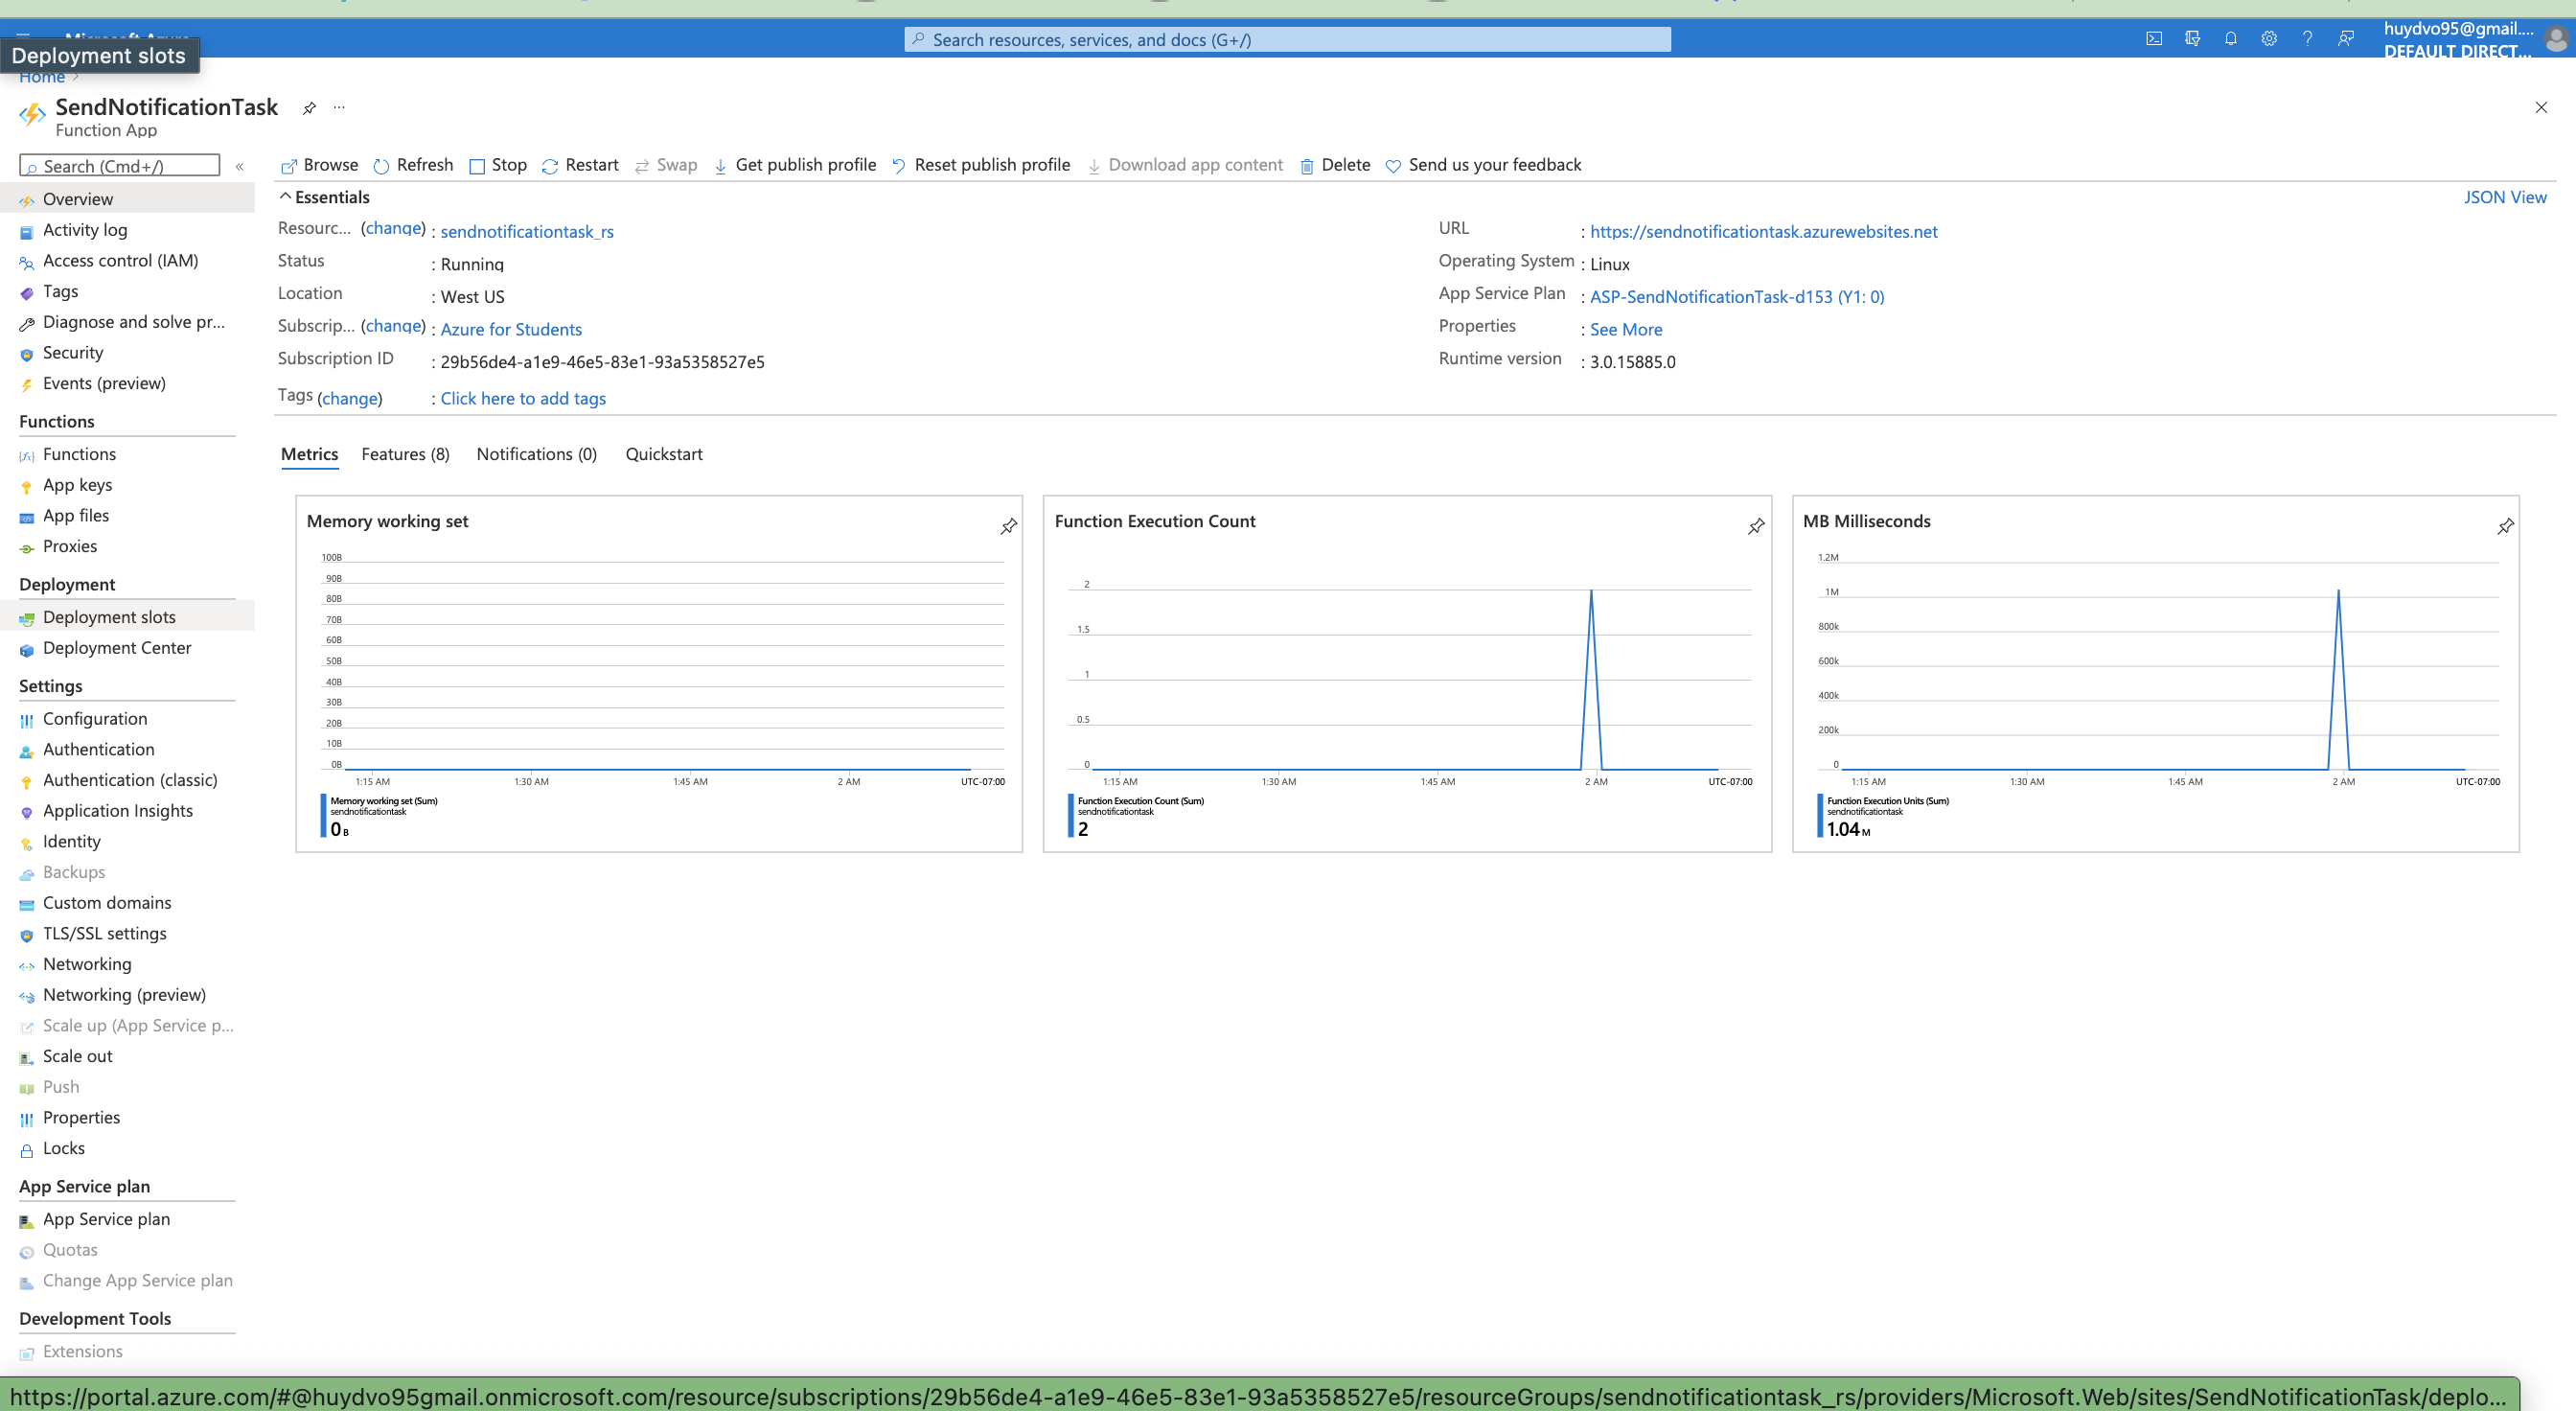 Microsoft Azure
Search resources, services, and docs (G+/)
huydvo95@gmail....
DEFAULT DIRECT...
Deployment slots
Home
SendNotificationTask
...
Function App
Search (Cmd+/)
«
Browse
Refresh
Stop
Restart
Swap
Get publish profile
Reset publish profile
Download app content
Delete
Send us your feedback
Overview
Activity log
Access control (IAM)
Tags
Diagnose and solve pr...
Security
Events (preview)
Functions
Functions
App keys
App files
Proxies
Deployment
Deployment slots
Deployment Center
Settings
Configuration
Authentication
Authentication (classic)
Application Insights
Identity
Backups
Custom domains
TLS/SSL settings
Networking
Networking (preview)
Scale up (App Service p...
Scale out
Push
Properties
Locks
App Service plan
App Service plan
Quotas
Change App Service plan
Development Tools
Extensions
Essentials
JSON View
Resourc... (change) : sendnotificationtask_rs
Status : Running
Location : West US
Subscrip... (change) : Azure for Students
Subscription ID : 29b56de4-a1e9-46e5-83e1-93a5358527e5
Tags (change) : Click here to add tags
URL : https://sendnotificationtask.azurewebsites.net
Operating System : Linux
App Service Plan : ASP-SendNotificationTask-d153 (Y1: 0)
Properties : See More
Runtime version : 3.0.15885.0
Metrics
Features (8)
Notifications (0)
Quickstart
Memory working set
100B
90B
80B
70B
60B
50B
40B
30B
20B
10B
0B
1:15 AM 1:30 AM 1:45 AM 2 AM UTC-07:00
Memory working set (Sum)
sendnotificationtask
0 B
Function Execution Count
2
1.5
1
0.5
0
1:15 AM 1:30 AM 1:45 AM 2 AM UTC-07:00
Function Execution Count (Sum)
sendnotificationtask
2
MB Milliseconds
1.2M
1M
800k
600k
400k
200k
0
1:15 AM 1:30 AM 1:45 AM 2 AM UTC-07:00
Function Execution Units (Sum)
sendnotificationtask
1.04 M
https://portal.azure.com/#@huydvo95gmail.onmicrosoft.com/resource/subscriptions/29b56de4-a1e9-46e5-83e1-93a5358527e5/resourceGroups/sendnotificationtask_rs/providers/Microsoft.Web/sites/SendNotificationTask/deplo...